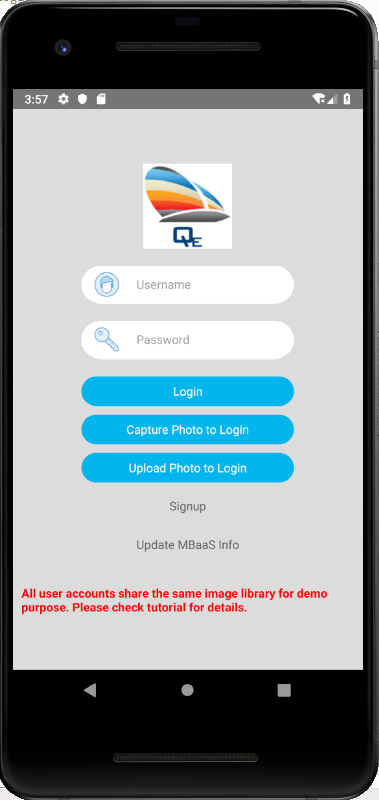 3:57
QE
Username
Password
Login
Capture Photo to Login
Upload Photo to Login
Signup
Update MBaaS Info
All user accounts share the same image library for demo
purpose. Please check tutorial for details.